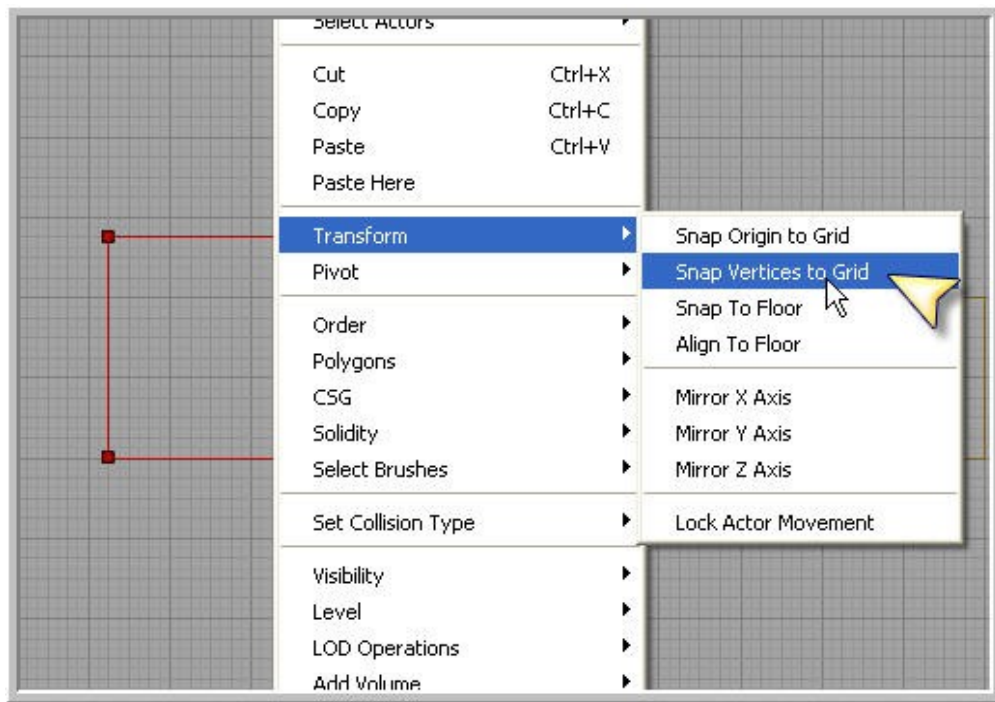 Select Actors
Cut Ctrl+X
Copy Ctrl+C
Paste Ctrl+V
Paste Here
Transform
Pivot
Order
Polygons
CSG
Solidity
Select Brushes
Set Collision Type
Visibility
Level
LOD Operations
Add Volume
Snap Origin to Grid
Snap Vertices to Grid
Snap To Floor
Align To Floor
Mirror X Axis
Mirror Y Axis
Mirror Z Axis
Lock Actor Movement